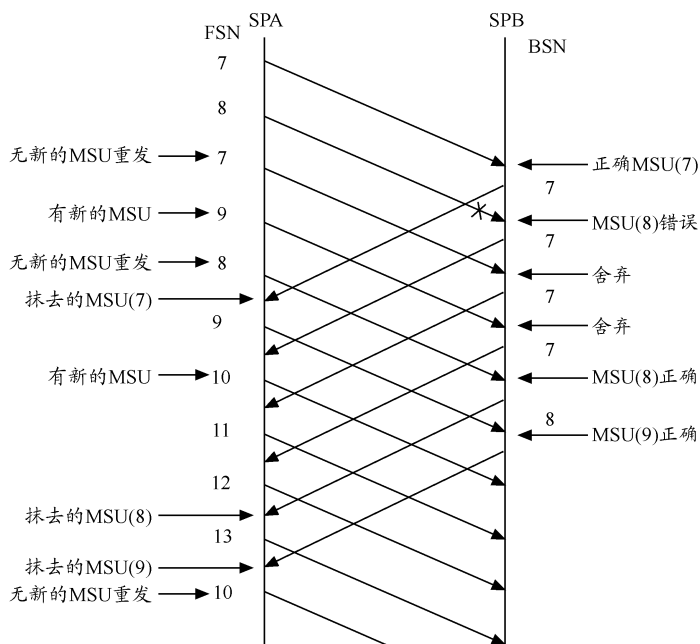 SPA SPB
FSN BSN
7
8
无新的MSU重发 7 正确MSU(7)
7
有新的MSU 9 MSU(8)错误
7
无新的MSU重发 8 舍弃
抹去的MSU(7) 7
9 舍弃
7
有新的MSU 10 MSU(8)正确
8
11 MSU(9)正确
12
抹去的MSU(8)
13
抹去的MSU(9)
无新的MSU重发 10